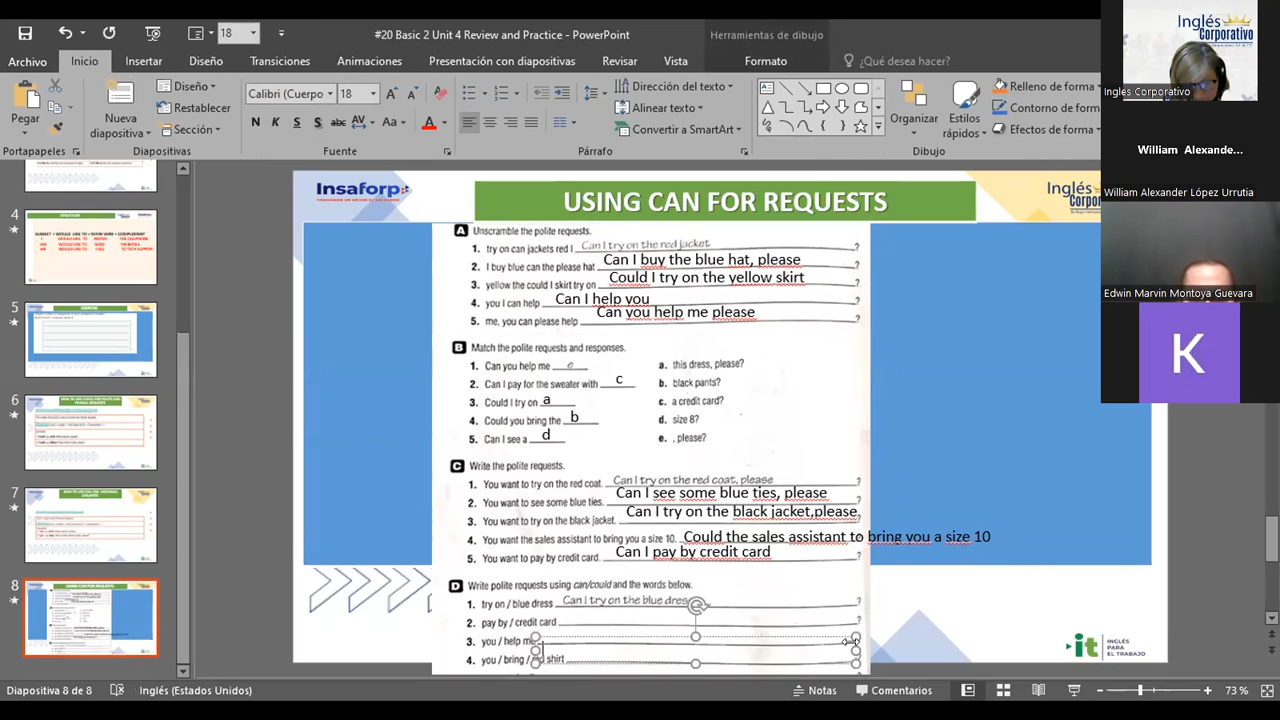 18
#20 Basic 2 Unit 4 Review and Practice - PowerPoint
Herramientas de dibujo
Archivo Inicio Insertar Diseño Transiciones Animaciones Presentación con diapositivas Revisar Vista Formato ¿Qué desea hacer?
Pegar
Nueva diapositiva
Diseño
Restablecer
Sección
Calibri (Cuerpo 18
N K S S abc AV Aa A
Dirección del texto
Alinear texto
Convertir a SmartArt
Organizar
Estilos rápidos
Relleno de forma
Contorno de forma
Efectos de forma
Portapapeles Diapositivas Fuente Párrafo Dibujo
4
5
6
7
8
Insaforp
USING CAN FOR REQUESTS
Inglés
Corporativo
A Unscramble the polite requests.
1. try on can jackets red I Can I try on the red jacket ?
2. I buy blue can the please hat Can I buy the blue hat, please ?
3. yellow the could I skirt try on Could I try on the yellow skirt ?
4. you I can help Can I help you ?
5. me, you can please help Can you help me please ?
B Match the polite requests and responses.
1. Can you help me e
2. Can I pay for the sweater with c
3. Could I try on a
4. Could you bring the b
5. Can I see a d
a. this dress, please?
b. black pants?
c. a credit card?
d. size 8?
e. , please?
C Write the polite requests.
1. You want to try on the red coat. Can I try on the red coat, please ?
2. You want to see some blue ties. Can I see some blue ties, please ?
3. You want to try on the black jacket. Can I try on the black jacket,please
4. You want the sales assistant to bring you a size 10. Could the sales assistant to bring you a size 10
5. You want to pay by credit card. Can I pay by credit card ?
D Write polite requests using can/could and the words below.
1. try on / blue dress Can I try on the blue dress ?
2. pay by / credit card ?
3. you / help me
4. you / bring / red shirt
it INGLÉS PARA EL TRABAJO
Inglés
Corporativo
Ingles Corporativo
William Alexande...
William Alexander López Urrutia
Edwin Marvin Montoya Guevara
K
Diapositiva 8 de 8 Inglés (Estados Unidos) Notas Comentarios 73 %